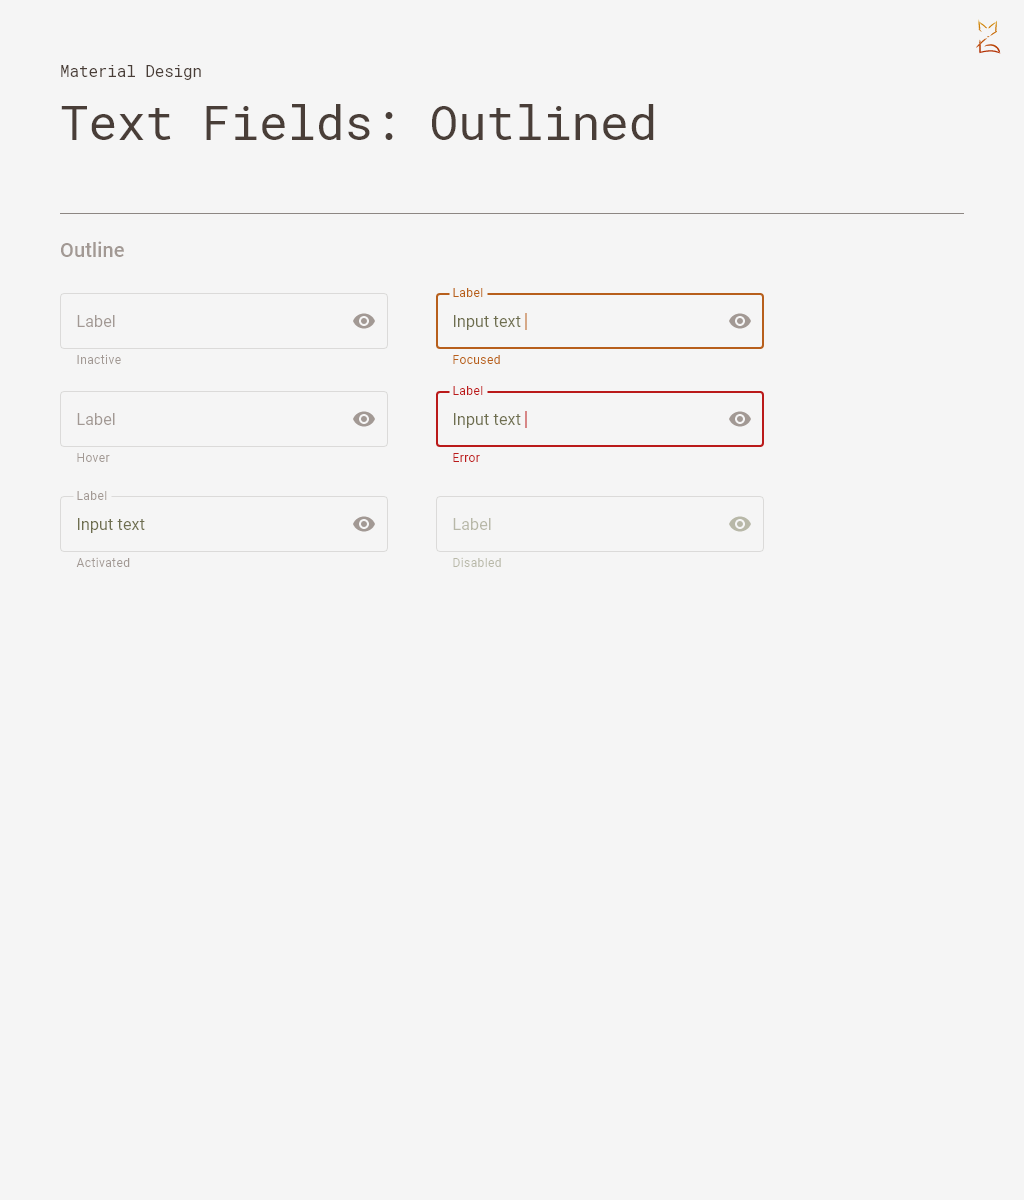 Material Design
Text Fields: Outlined
Outline
Label
Inactive
Label
Input text
Focused
Label
Hover
Label
Input text
Error
Label
Input text
Activated
Label
Disabled